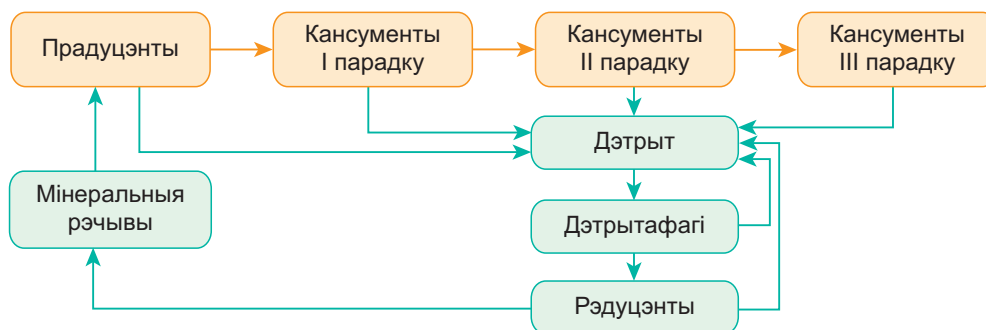 Прадуцэнты
Кансументы
I парадку
Кансументы
II парадку
Кансументы
III парадку
Дэтрыт
Мінеральныя
рэчывы
Дэтрытафагі
Рэдуцэнты